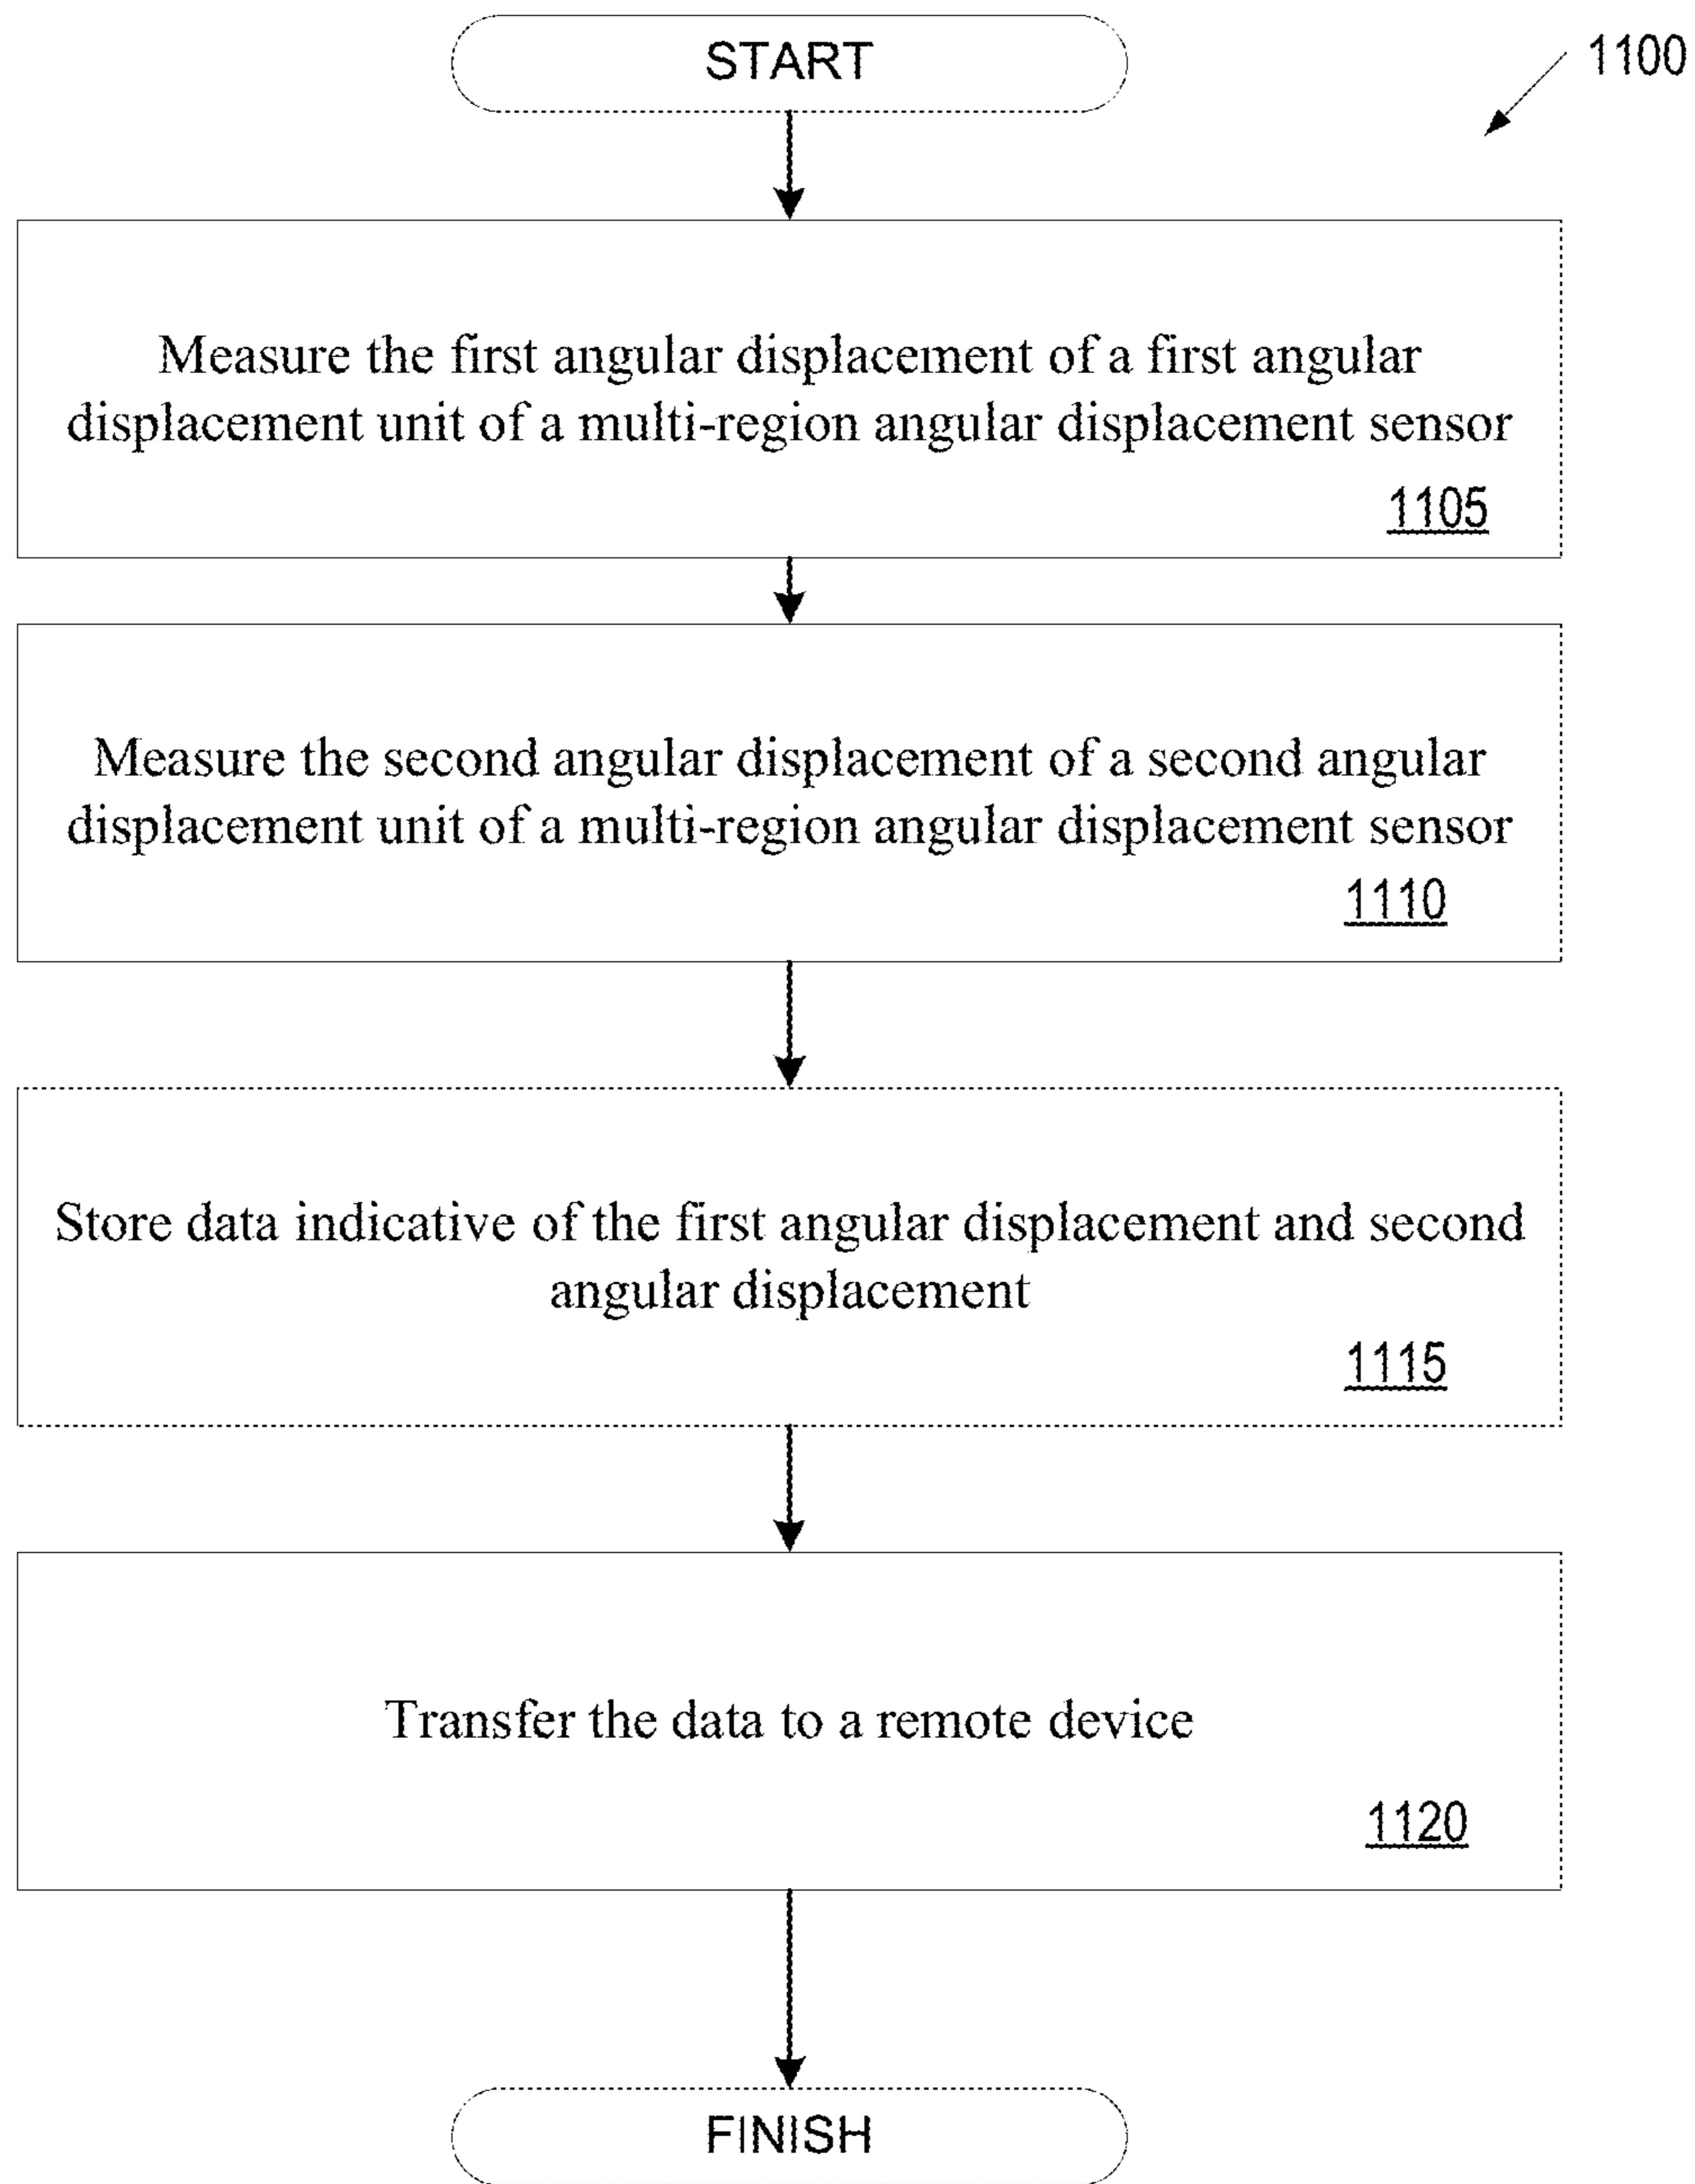 START
1100
Measure the first angular displacement of a first angular
displacement unit of a multi-region angular displacement sensor
1105
Measure the second angular displacement of a second angular
displacement unit of a multi-region angular displacement sensor
1110
Store data indicative of the first angular displacement and second
angular displacement
1115
Transfer the data to a remote device
1120
FINISH